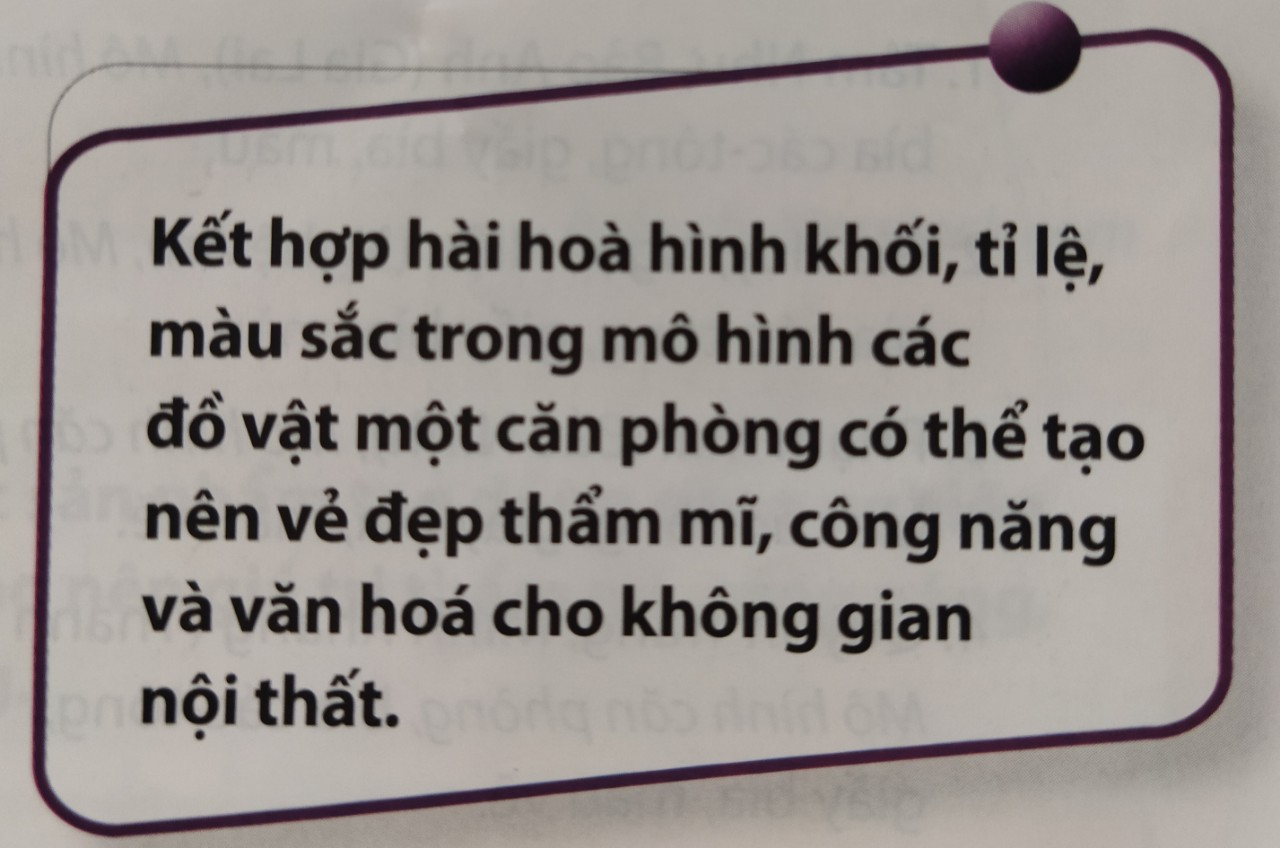 Kết hợp hài hoà hình khối, tỉ lệ,
màu sắc trong mô hình các
đồ vật một căn phòng có thể tạo
nên vẻ đẹp thẩm mĩ, công năng
và văn hoá cho không gian
nội thất.